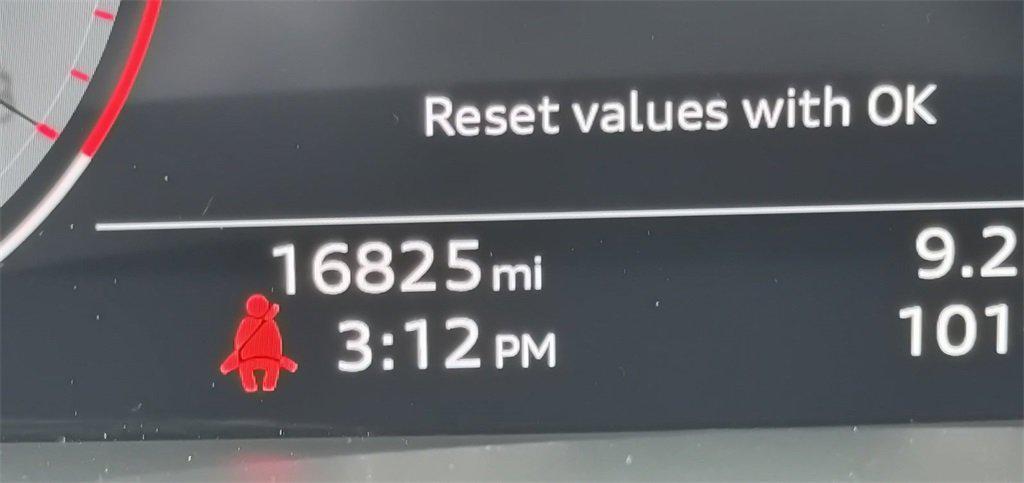 Reset values with OK
16825 mi 9.2
3:12 PM 101